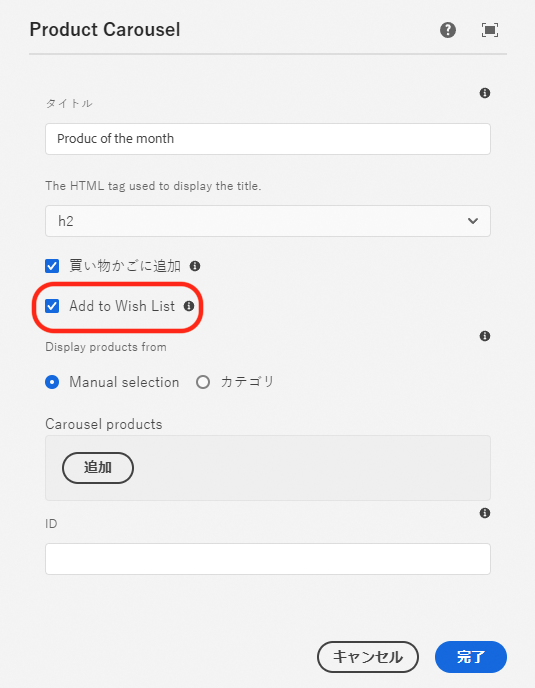 Product Carousel
タイトル
Produc of the month
The HTML tag used to display the title.
h2
買い物かごに追加
Add to Wish List
Display products from
Manual selection
カテゴリ
Carousel products
追加
ID
キャンセル
完了